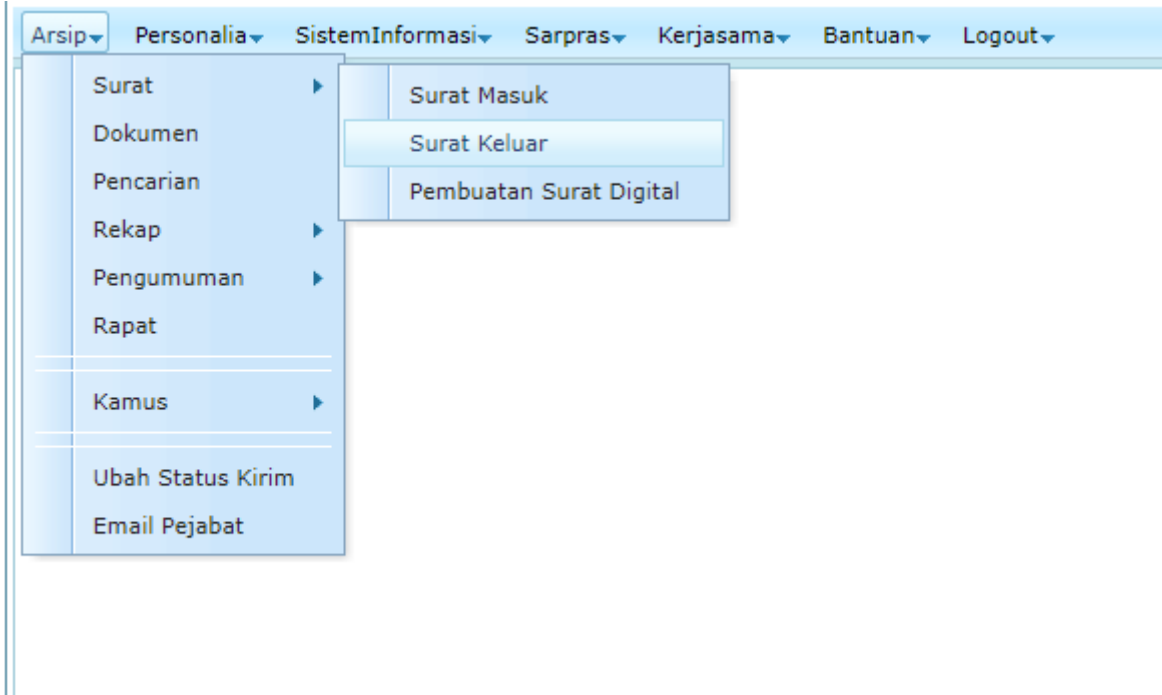 Arsip Personalia SistemInformasi Sarpras Kerjasama Bantuan Logout
Surat
Surat Masuk
Dokumen
Surat Keluar
Pencarian
Pembuatan Surat Digital
Rekap
Pengumuman
Rapat
Kamus
Ubah Status Kirim
Email Pejabat